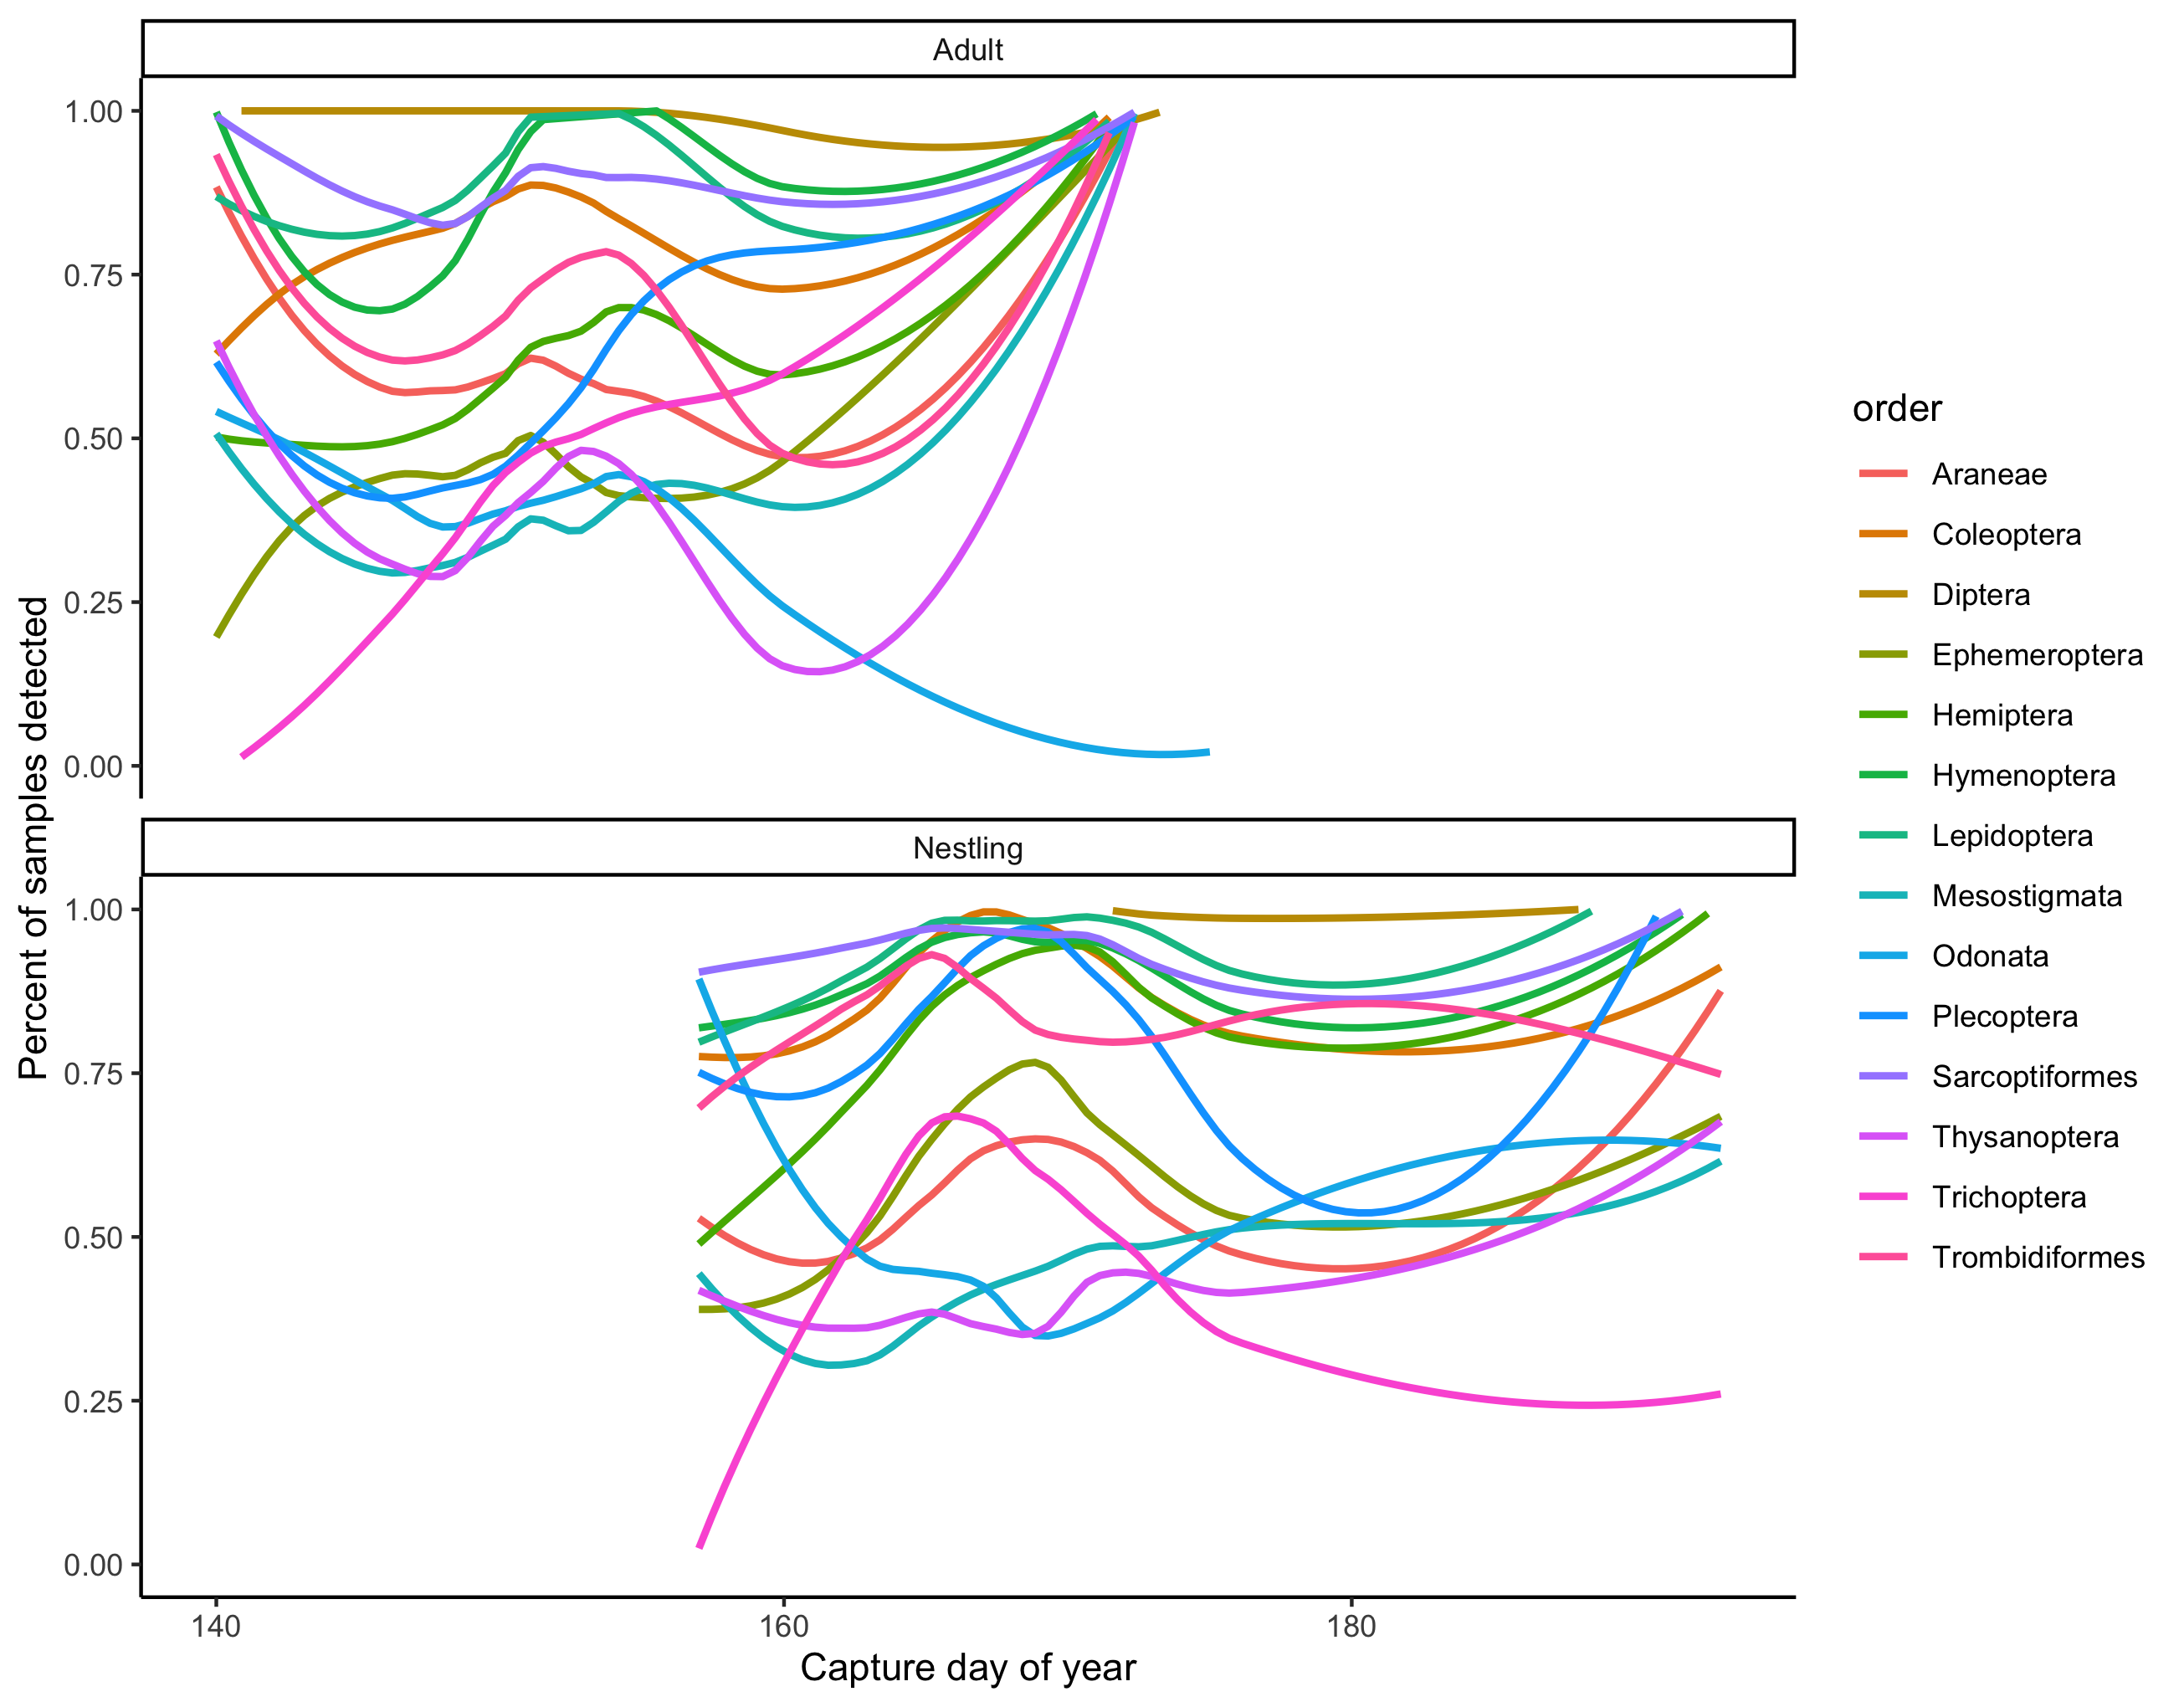 Adult
1.00
0.75
0.50
0.25
0.00
Nestling
1.00
0.75
0.50
0.25
0.00
140 160 180
Capture day of year
Percent of samples detected
order
Araneae
Coleoptera
Diptera
Ephemeroptera
Hemiptera
Hymenoptera
Lepidoptera
Mesostigmata
Odonata
Plecoptera
Sarcoptiformes
Thysanoptera
Trichoptera
Trombidiformes